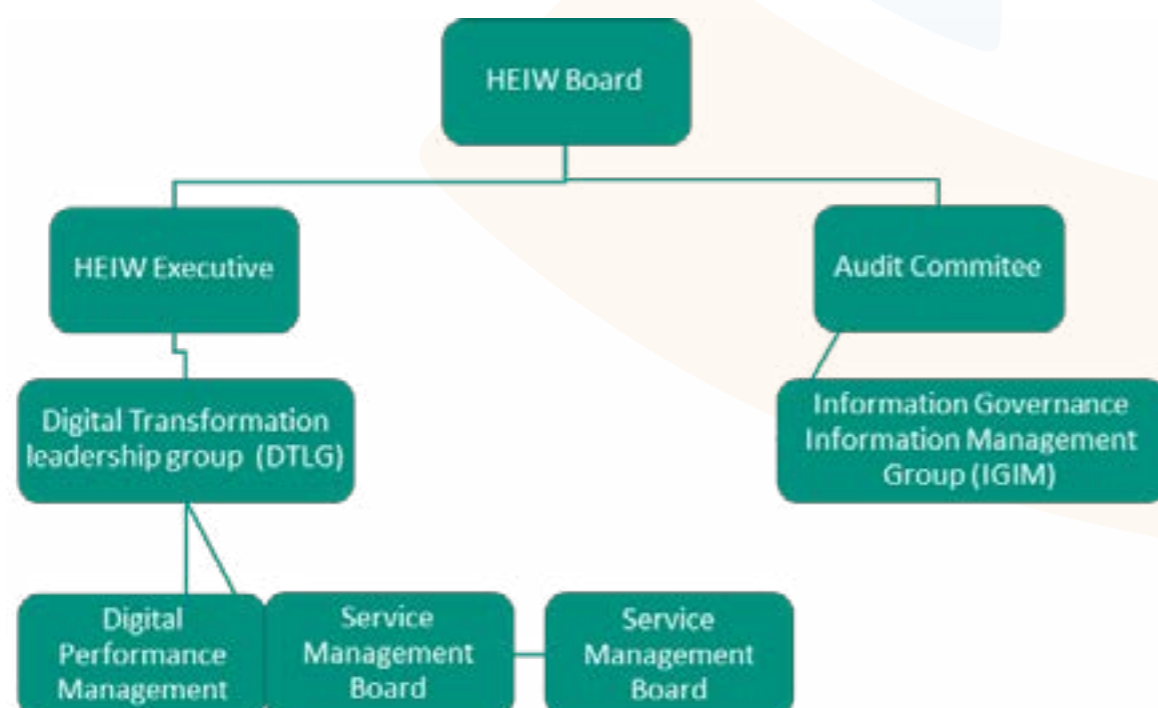 HEIW Board
HEIW Executive
Audit Commitee
Digital Transformation
leadership group (DTLG)
Information Governance
Information Management
Group (IGIM)
Digital
Performance
Management
Service
Management
Board
Service
Management
Board